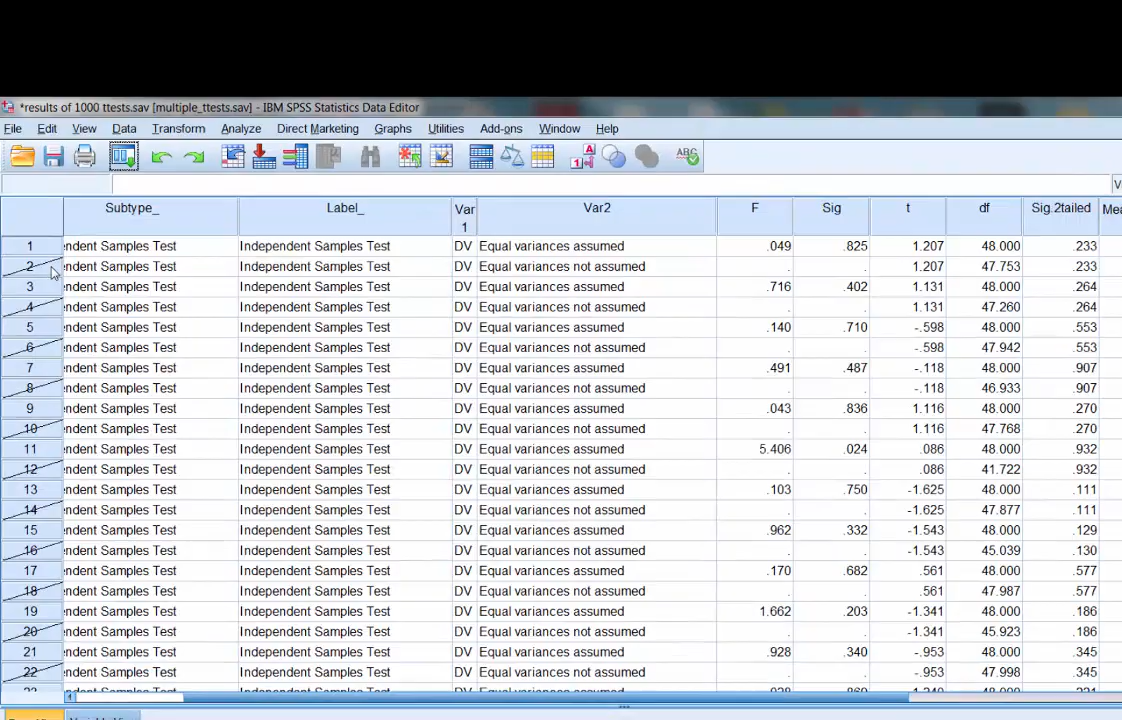 *results of 1000 ttests.sav [multiple_ttests.sav] - IBM SPSS Statistics Data Editor
File Edit View Data Transform Analyze Direct Marketing Graphs Utilities Add-ons Window Help
Subtype_ Label_ Var1 Var2 F Sig t df Sig.2tailed Mea
1 endent Samples Test Independent Samples Test DV Equal variances assumed .049 .825 1.207 48.000 .233
2 endent Samples Test Independent Samples Test DV Equal variances not assumed . . 1.207 47.753 .233
3 endent Samples Test Independent Samples Test DV Equal variances assumed .716 .402 1.131 48.000 .264
4 endent Samples Test Independent Samples Test DV Equal variances not assumed . . 1.131 47.260 .264
5 endent Samples Test Independent Samples Test DV Equal variances assumed .140 .710 -.598 48.000 .553
6 endent Samples Test Independent Samples Test DV Equal variances not assumed . . -.598 47.942 .553
7 endent Samples Test Independent Samples Test DV Equal variances assumed .491 .487 -.118 48.000 .907
8 endent Samples Test Independent Samples Test DV Equal variances not assumed . . -.118 46.933 .907
9 endent Samples Test Independent Samples Test DV Equal variances assumed .043 .836 1.116 48.000 .270
10 endent Samples Test Independent Samples Test DV Equal variances not assumed . . 1.116 47.768 .270
11 endent Samples Test Independent Samples Test DV Equal variances assumed 5.406 .024 .086 48.000 .932
12 endent Samples Test Independent Samples Test DV Equal variances not assumed . . .086 41.722 .932
13 endent Samples Test Independent Samples Test DV Equal variances assumed .103 .750 -1.625 48.000 .111
14 endent Samples Test Independent Samples Test DV Equal variances not assumed . . -1.625 47.877 .111
15 endent Samples Test Independent Samples Test DV Equal variances assumed .962 .332 -1.543 48.000 .129
16 endent Samples Test Independent Samples Test DV Equal variances not assumed . . -1.543 45.039 .130
17 endent Samples Test Independent Samples Test DV Equal variances assumed .170 .682 .561 48.000 .577
18 endent Samples Test Independent Samples Test DV Equal variances not assumed . . .561 47.987 .577
19 endent Samples Test Independent Samples Test DV Equal variances assumed 1.662 .203 -1.341 48.000 .186
20 endent Samples Test Independent Samples Test DV Equal variances not assumed . . -1.341 45.923 .186
21 endent Samples Test Independent Samples Test DV Equal variances assumed .928 .340 -.953 48.000 .345
22 endent Samples Test Independent Samples Test DV Equal variances not assumed . . -.953 47.998 .345